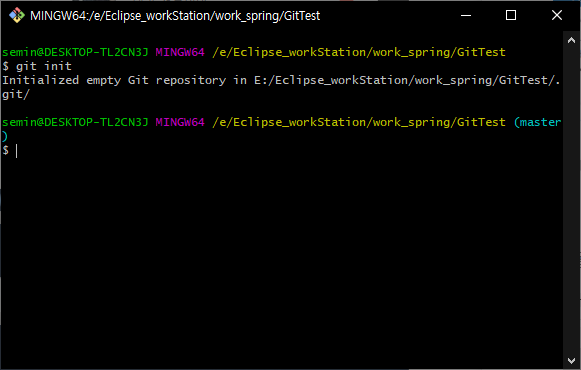 MINGW64:/e/Eclipse_workStation/work_spring/GitTest
semin@DESKTOP-TL2CN3J MINGW64 /e/Eclipse_workStation/work_spring/GitTest
$ git init
Initialized empty Git repository in E:/Eclipse_workStation/work_spring/GitTest/.
git/
semin@DESKTOP-TL2CN3J MINGW64 /e/Eclipse_workStation/work_spring/GitTest (master
)
$